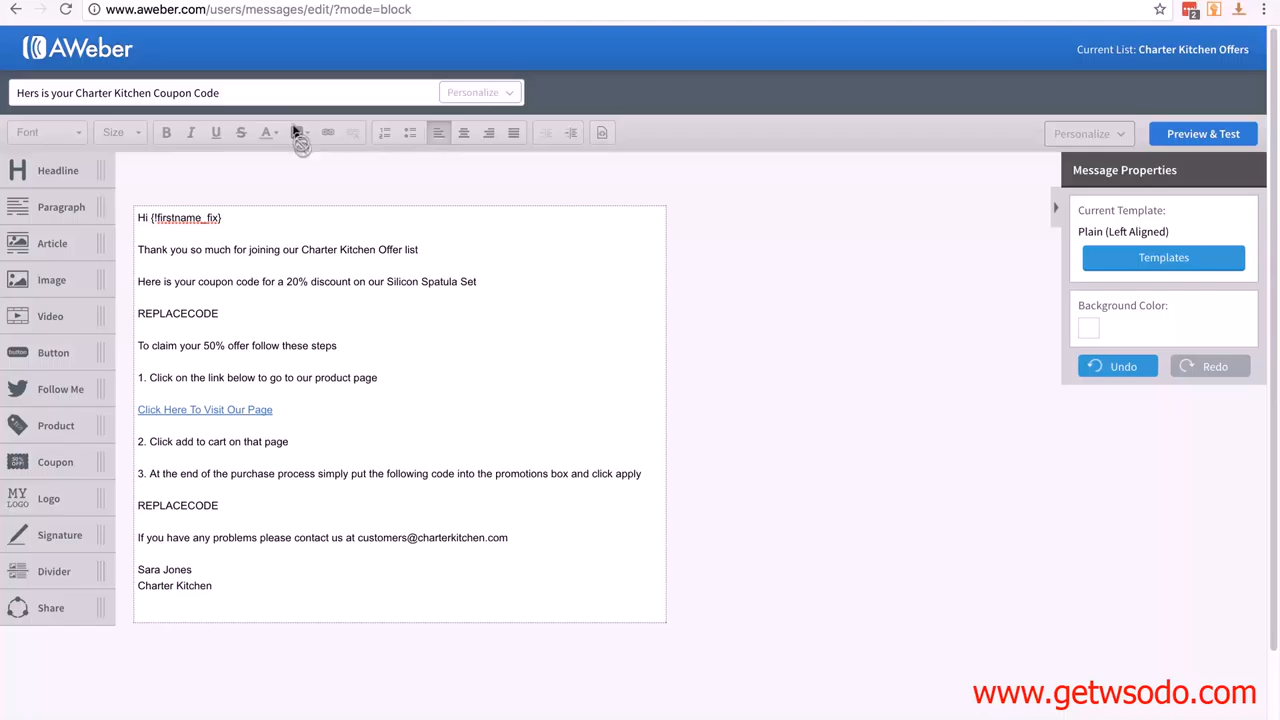 www.aweber.com/users/messages/edit/?mode=block
2
AWeber
Current List: Charter Kitchen Offers
Hers is your Charter Kitchen Coupon Code
Personalize
Font
Size
B I U S A
Personalize
Preview & Test
H Headline
Paragraph
Article
Image
Video
button Button
Follow Me
Product
50% OFF! Coupon
MY LOGO Logo
Signature
Divider
Share
Hi {!firstname_fix}
Thank you so much for joining our Charter Kitchen Offer list
Here is your coupon code for a 20% discount on our Silicon Spatula Set
REPLACECODE
To claim your 50% offer follow these steps
1. Click on the link below to go to our product page
Click Here To Visit Our Page
2. Click add to cart on that page
3. At the end of the purchase process simply put the following code into the promotions box and click apply
REPLACECODE
If you have any problems please contact us at customers@charterkitchen.com
Sara Jones
Charter Kitchen
Message Properties
Current Template:
Plain (Left Aligned)
Templates
Background Color:
Undo
Redo
www.getwsodo.com